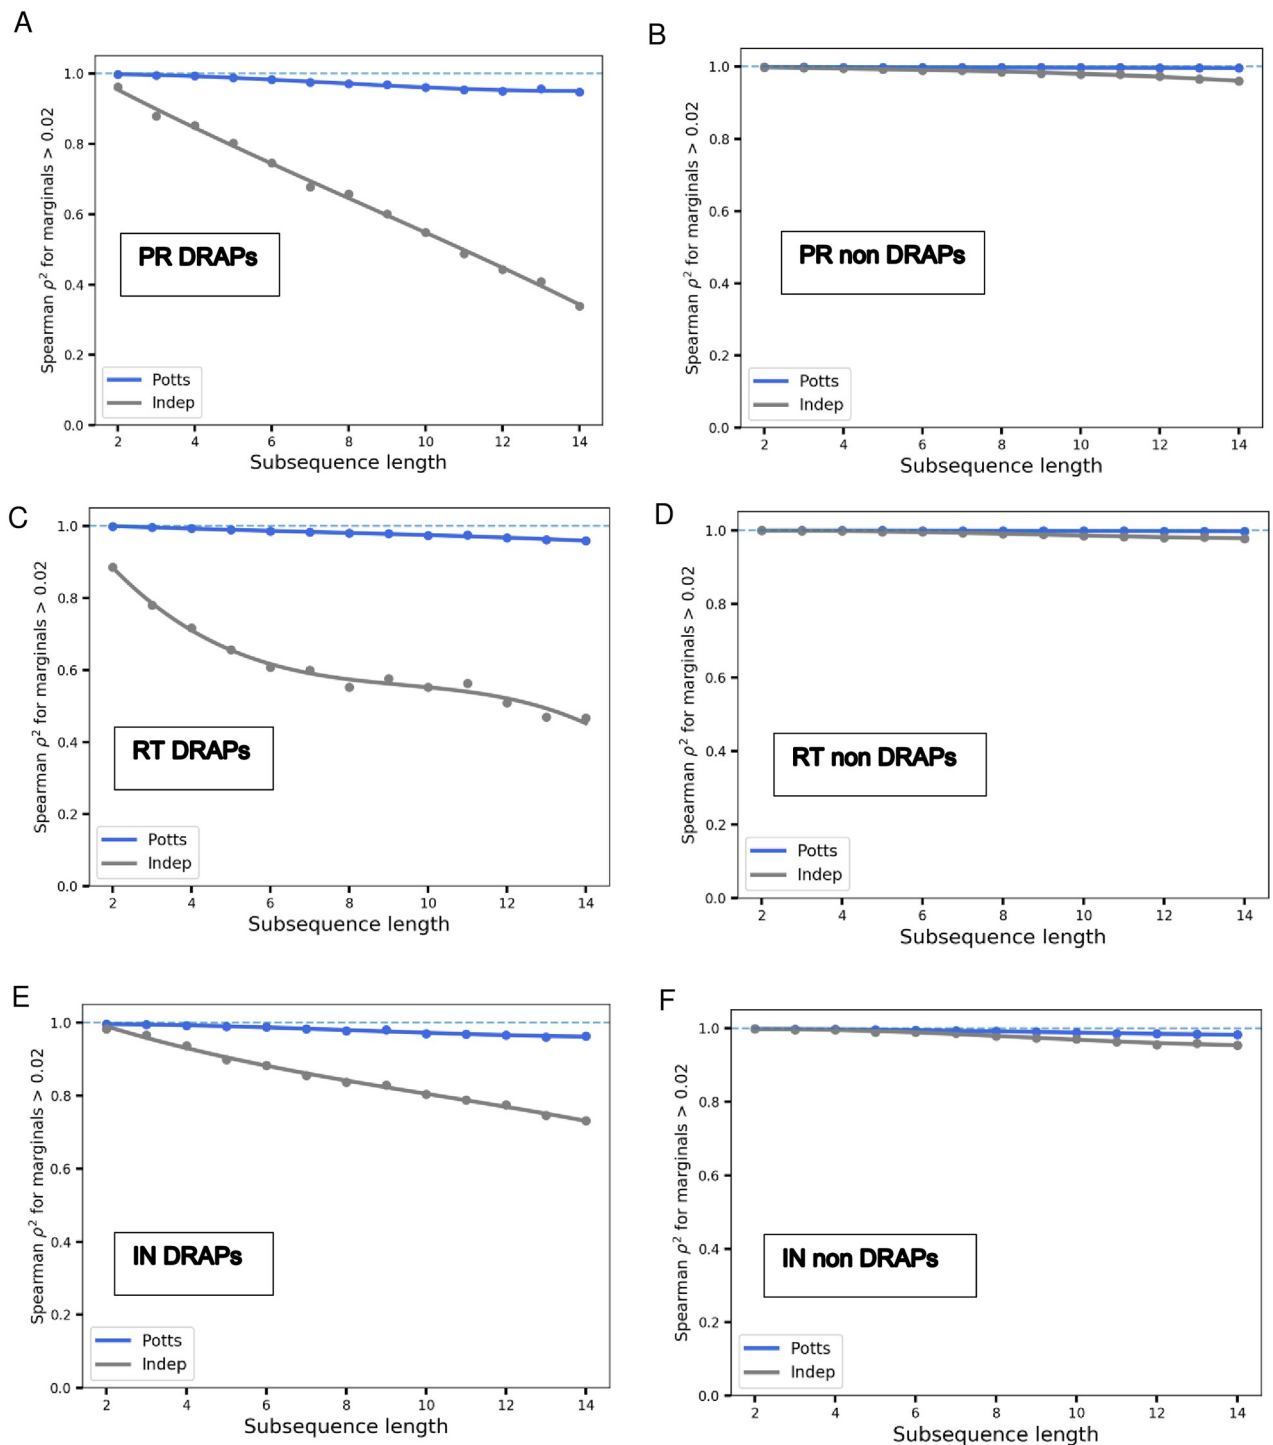 A
Spearman ρ² for marginals > 0.02
1.0
0.8
0.6
0.4
0.2
0.0
PR DRAPs
Potts
Indep
2 4 6 8 10 12 14
Subsequence length
B
Spearman ρ² for marginals > 0.02
1.0
0.8
0.6
0.4
0.2
0.0
PR non DRAPs
Potts
Indep
2 4 6 8 10 12 14
Subsequence length
C
Spearman ρ² for marginals > 0.02
1.0
0.8
0.6
0.4
0.2
0.0
RT DRAPs
Potts
Indep
2 4 6 8 10 12 14
Subsequence length
D
Spearman ρ² for marginals > 0.02
1.0
0.8
0.6
0.4
0.2
0.0
RT non DRAPs
Potts
Indep
2 4 6 8 10 12 14
Subsequence length
E
Spearman ρ² for marginals > 0.02
1.0
0.8
0.6
0.4
0.2
0.0
IN DRAPs
Potts
Indep
2 4 6 8 10 12 14
Subsequence length
F
Spearman ρ² for marginals > 0.02
1.0
0.8
0.6
0.4
0.2
0.0
IN non DRAPs
Potts
Indep
2 4 6 8 10 12 14
Subsequence length